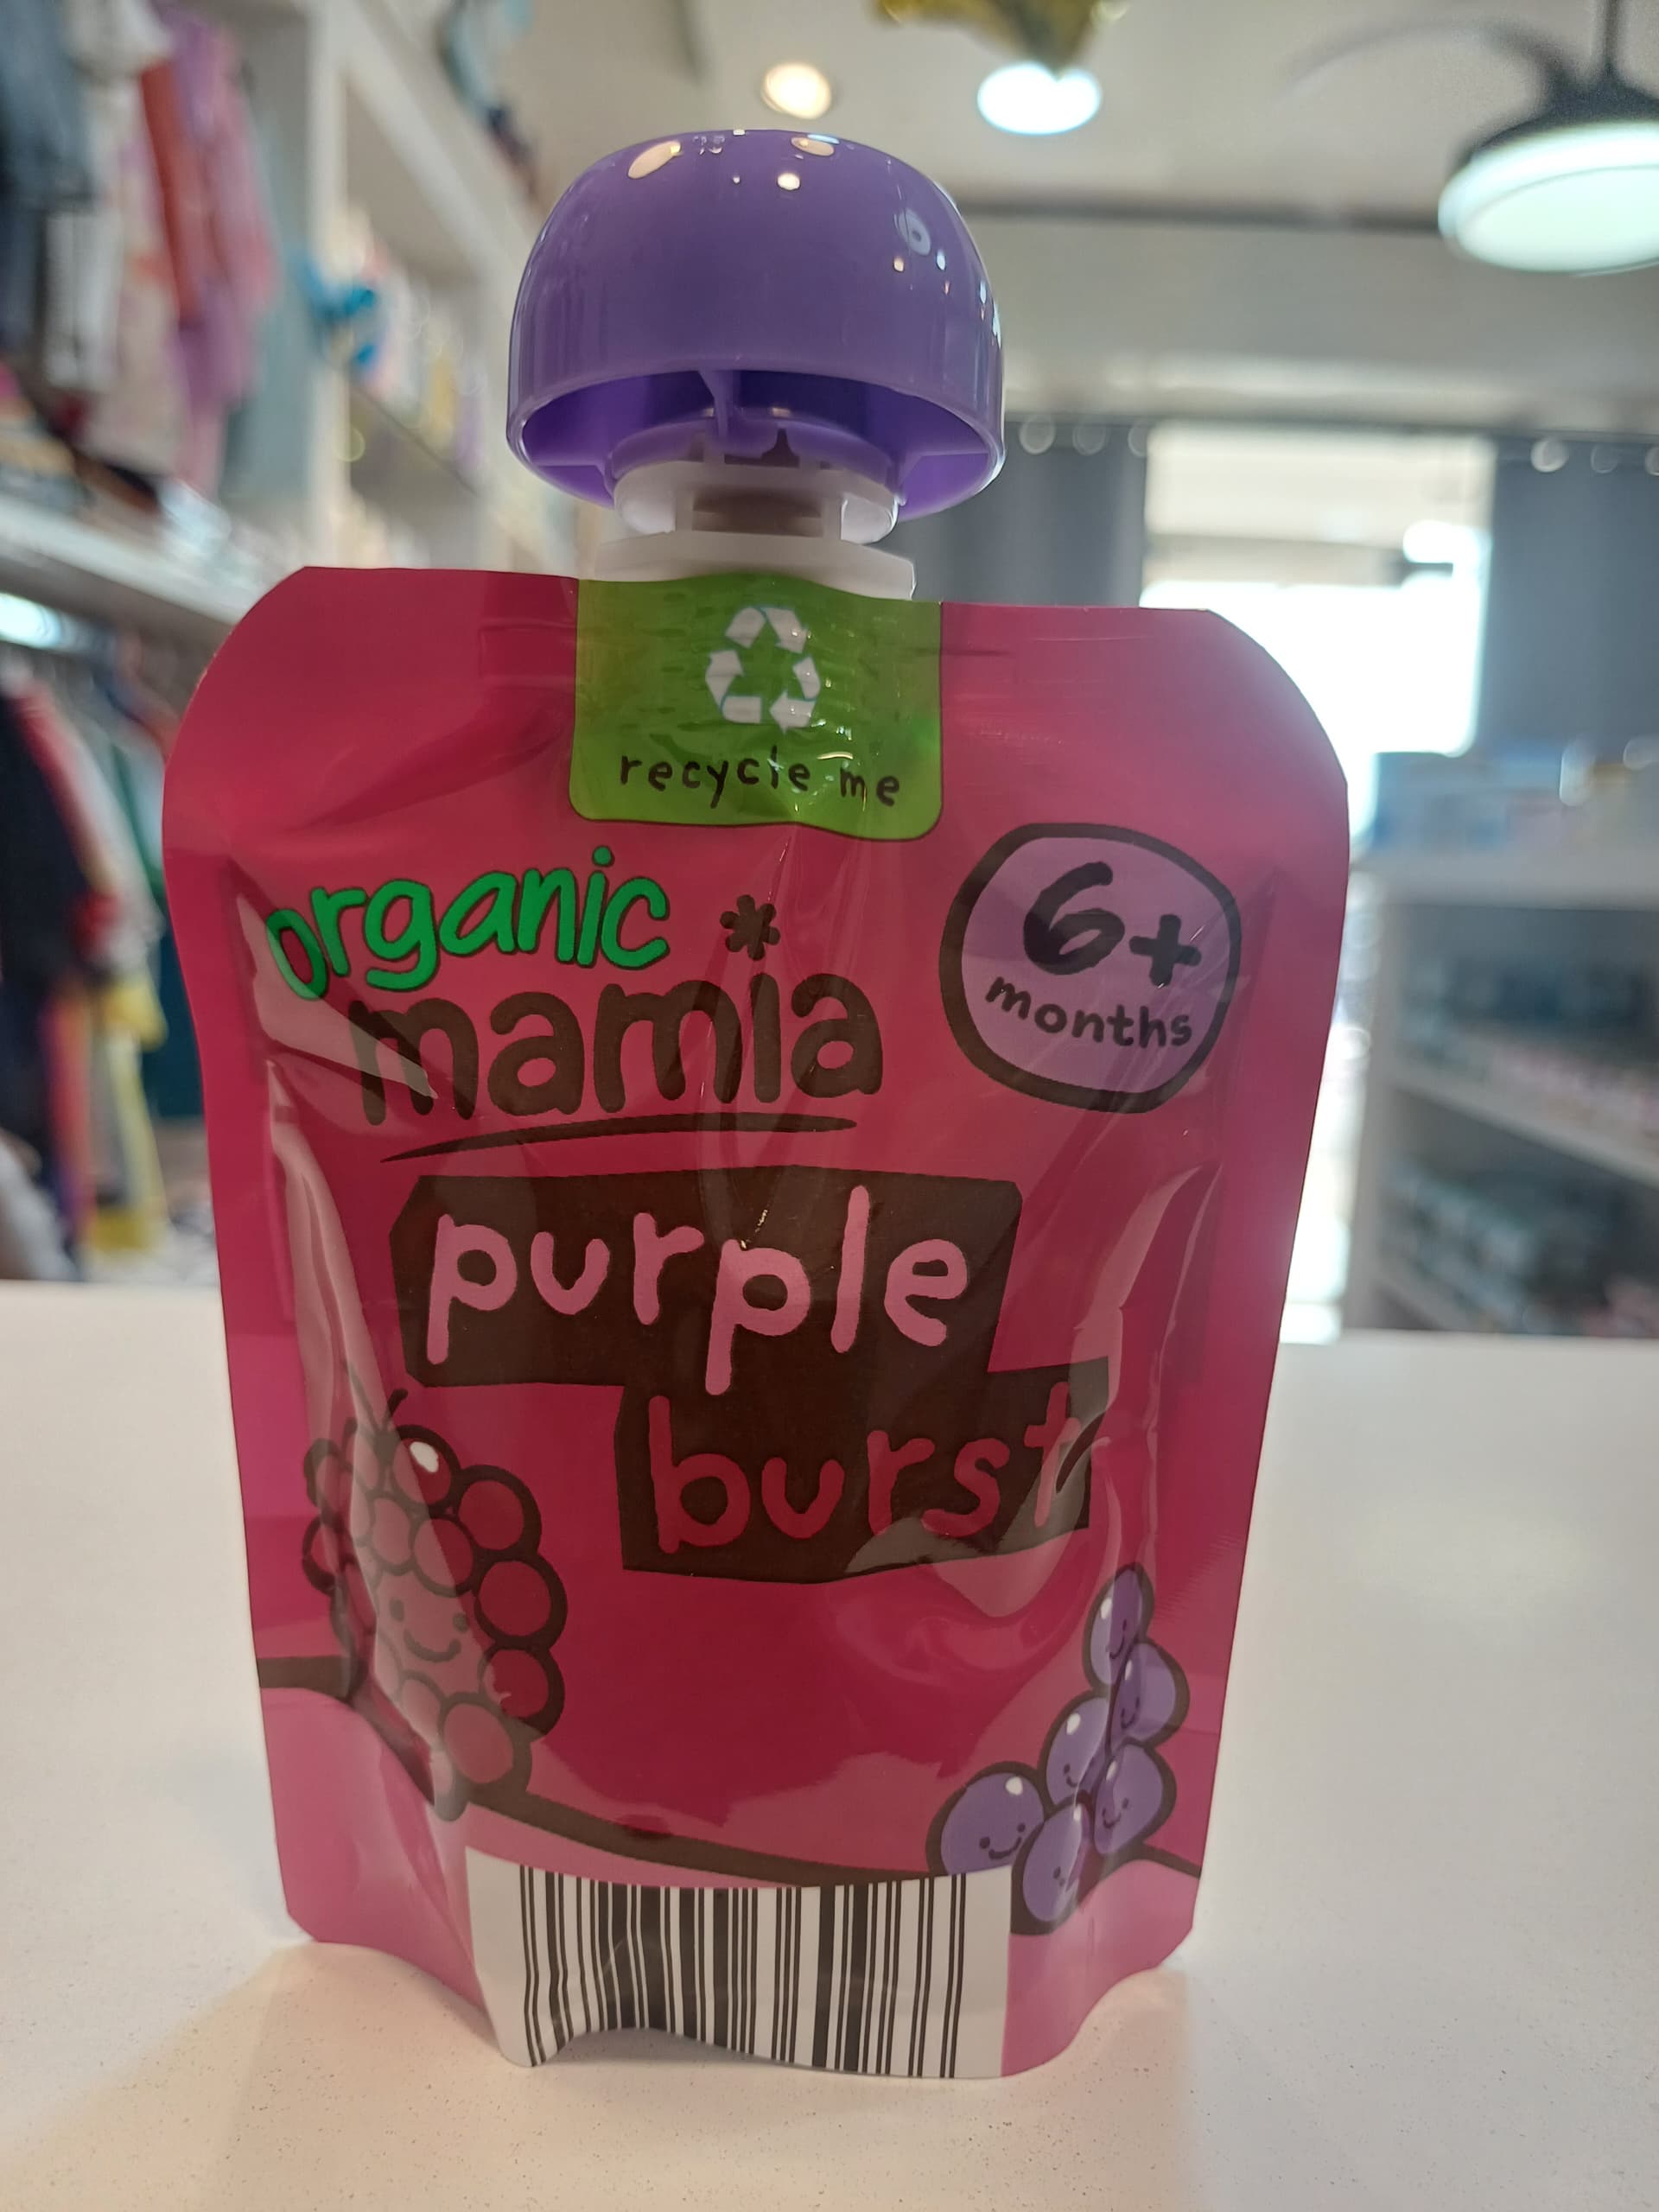 recycle me
organic
mamia
6+
months
purple
burst